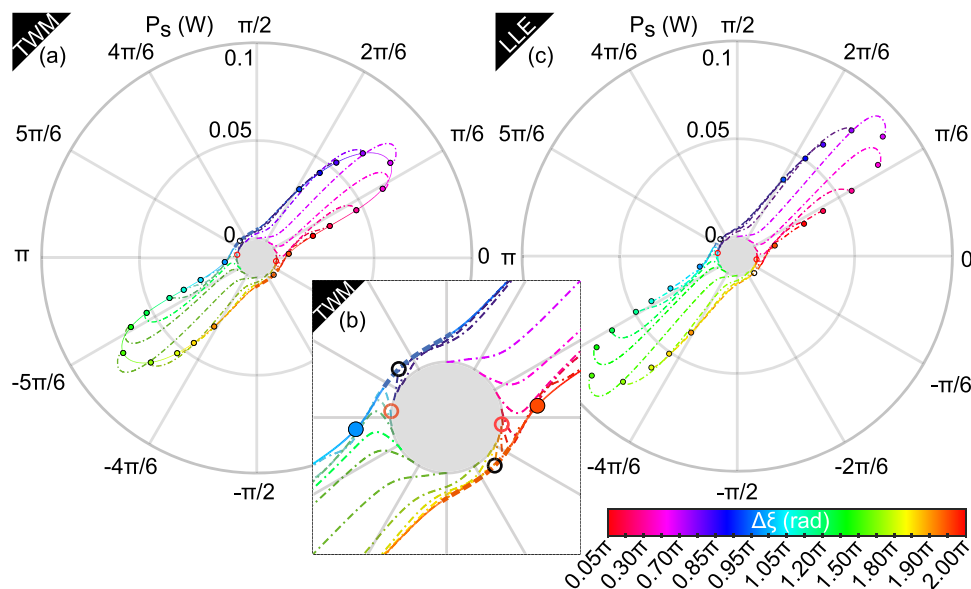 TWM
(a)
P_S (W)
π/2
4π/6
2π/6
5π/6
π/6
0.1
0.05
0
π
0
-5π/6
-4π/6
-π/2
LLE
(c)
P_S (W)
π/2
4π/6
2π/6
5π/6
π/6
0.1
0.05
0
π
0
-π/6
-4π/6
-2π/6
-π/2
TWM
(b)
Δξ (rad)
0.05π
0.30π
0.70π
0.85π
0.95π
1.05π
1.20π
1.50π
1.80π
1.90π
2.00π